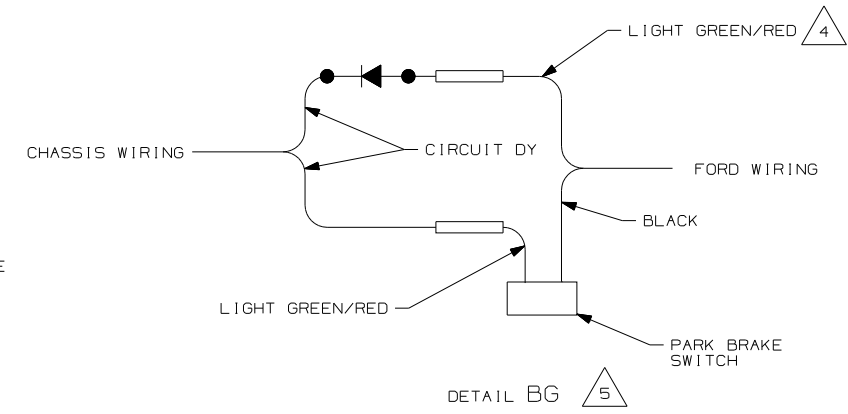 LIGHT GREEN/RED 4
CHASSIS WIRING
CIRCUIT DY
FORD WIRING
BLACK
E
LIGHT GREEN/RED
PARK BRAKE
SWITCH
DETAIL BG 5